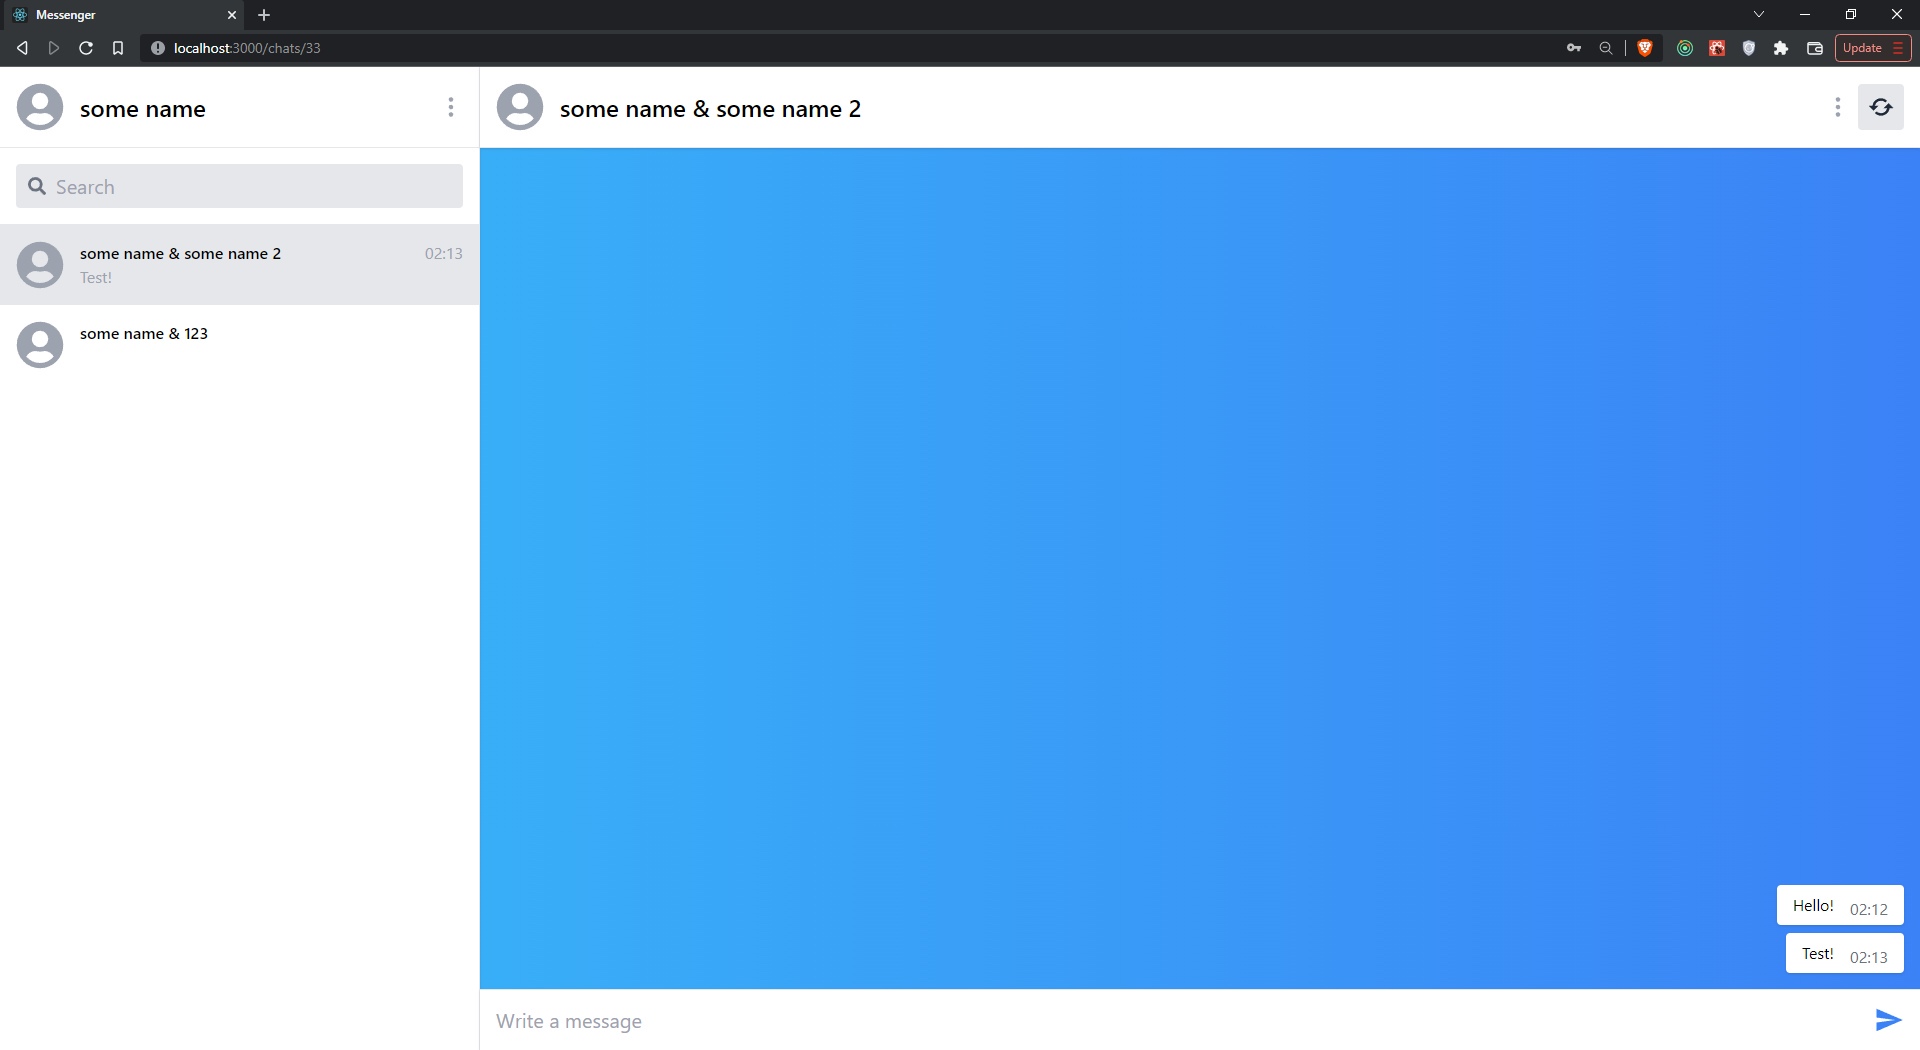 Messenger
localhost:3000/chats/33
Update
some name
some name & some name 2
Search
some name & some name 2 02:13
Test!
some name & 123
Hello! 02:12
Test! 02:13
Write a message